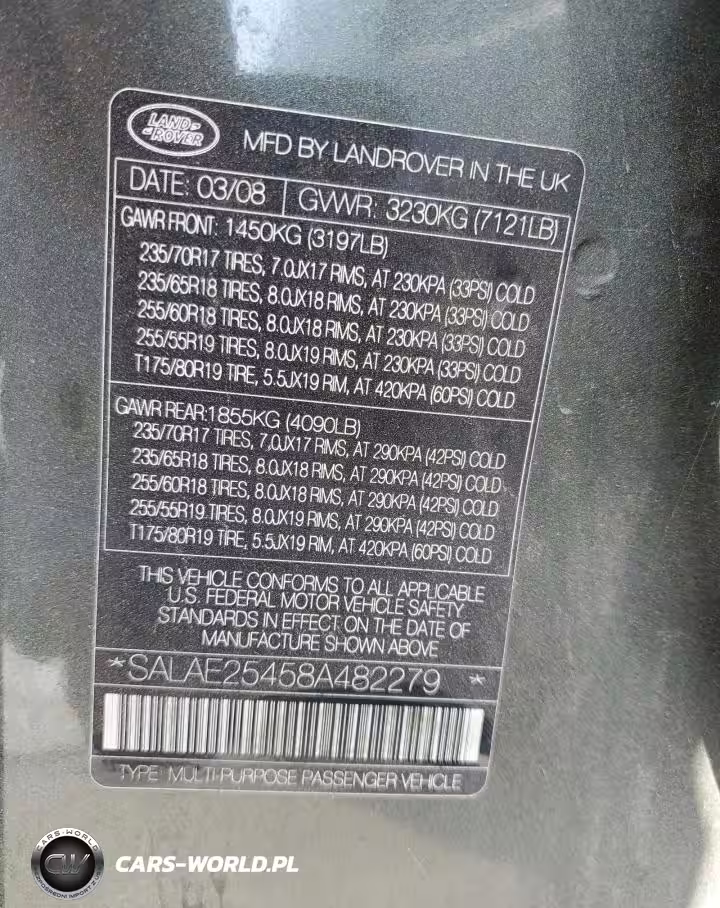 LAND-
-ROVER
MFD BY LANDROVER IN THE UK
DATE: 03/08 GVWR: 3230KG (7121LB)
GAWR FRONT: 1450KG (3197LB)
235/70R17 TIRES, 7.0JX17 RIMS, AT 230KPA (33PSI) COLD
235/65R18 TIRES, 8.0JX18 RIMS, AT 230KPA (33PSI) COLD
255/60R18 TIRES, 8.0JX18 RIMS, AT 230KPA (33PSI) COLD
255/55R19 TIRES, 8.0JX19 RIMS, AT 230KPA (33PSI) COLD
T175/80R19 TIRE, 5.5JX19 RIM, AT 420KPA (60PSI) COLD
GAWR REAR:1855KG (4090LB)
235/70R17 TIRES, 7.0JX17 RIMS, AT 290KPA (42PSI) COLD
235/65R18 TIRES, 8.0JX18 RIMS, AT 290KPA (42PSI) COLD
255/60R18 TIRES, 8.0JX18 RIMS, AT 290KPA (42PSI) COLD
255/55R19 TIRES, 8.0JX19 RIMS, AT 290KPA (42PSI) COLD
T175/80R19 TIRE, 5.5JX19 RIM, AT 420KPA (60PSI) COLD
THIS VEHICLE CONFORMS TO ALL APPLICABLE
U.S. FEDERAL MOTOR VEHICLE SAFETY
STANDARDS IN EFFECT ON THE DATE OF
MANUFACTURE SHOWN ABOVE
*SALAE25458A482279 *
TYPE: MULTI-PURPOSE PASSENGER VEHICLE
CARS-WORLD
CW
CARS-WORLD.PL